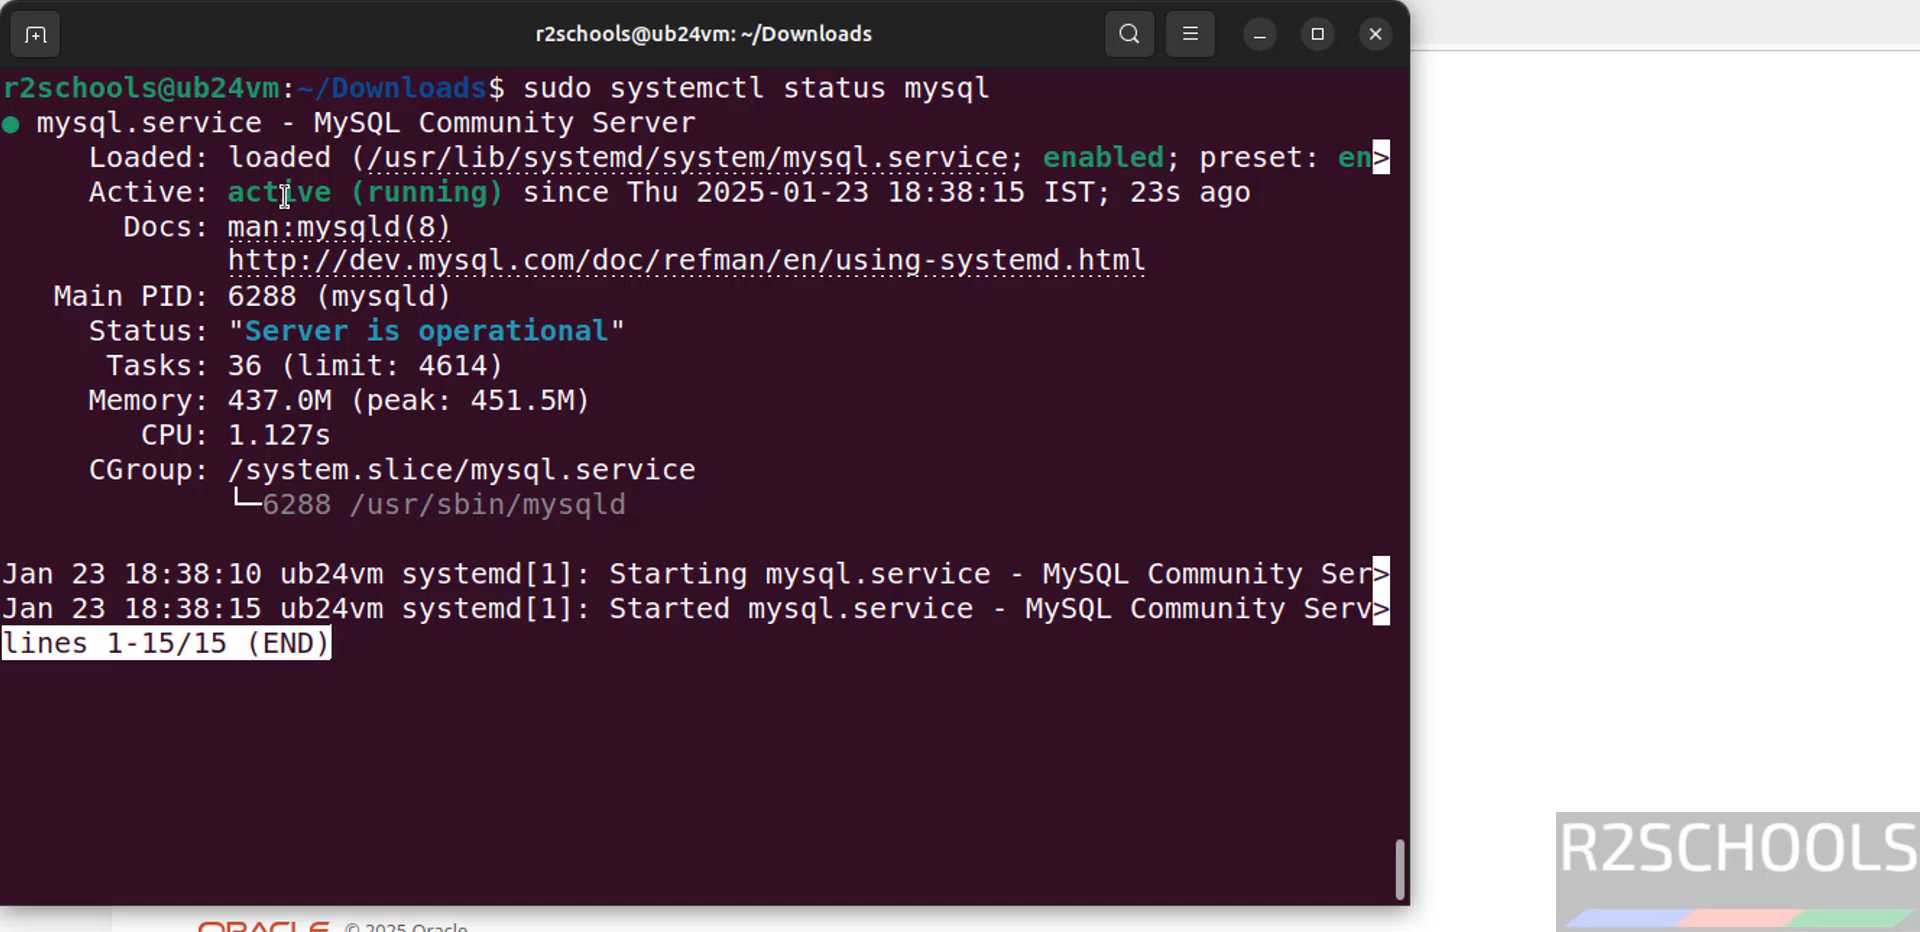 r2schools@ub24vm: ~/Downloads
r2schools@ub24vm:~/Downloads$ sudo systemctl status mysql
● mysql.service - MySQL Community Server
     Loaded: loaded (/usr/lib/systemd/system/mysql.service; enabled; preset: en>
     Active: active (running) since Thu 2025-01-23 18:38:15 IST; 23s ago
       Docs: man:mysqld(8)
             http://dev.mysql.com/doc/refman/en/using-systemd.html
   Main PID: 6288 (mysqld)
     Status: "Server is operational"
      Tasks: 36 (limit: 4614)
     Memory: 437.0M (peak: 451.5M)
        CPU: 1.127s
     CGroup: /system.slice/mysql.service
             └─6288 /usr/sbin/mysqld
Jan 23 18:38:10 ub24vm systemd[1]: Starting mysql.service - MySQL Community Ser>
Jan 23 18:38:15 ub24vm systemd[1]: Started mysql.service - MySQL Community Serv>
lines 1-15/15 (END)
R2SCHOOLS
ORACLE © 2025 Oracle